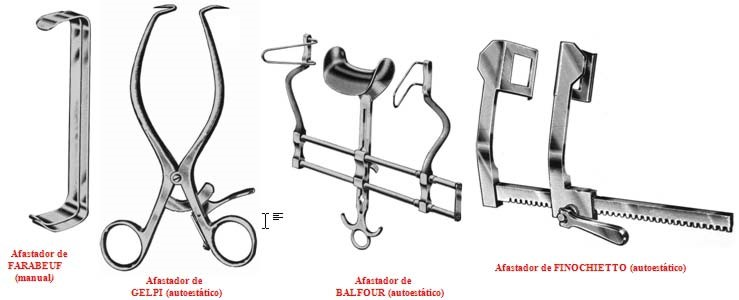 Afastador de
FARABEUF
(manual)
Afastador de
GELPI (autoestático)
Afastador de
BALFOUR (autoestático)
Afastador de FINOCHIETTO (autoestático)